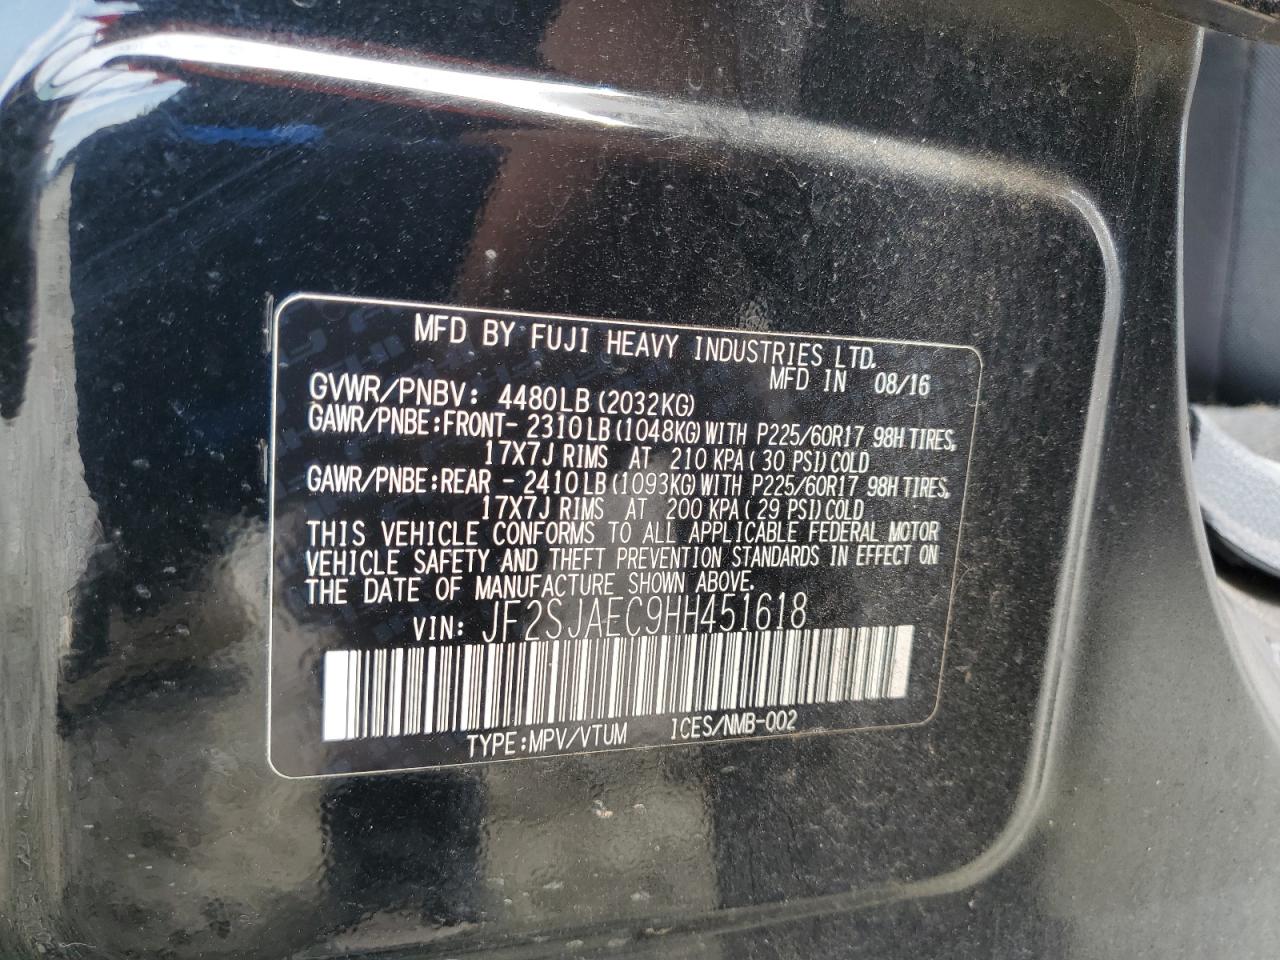 MFD BY FUJI HEAVY INDUSTRIES LTD.
MFD IN 08/16
GVWR/PNBV: 4480LB(2032KG)
GAWR/PNBE:FRONT- 2310LB(1048KG)WITH P225/60R17 98H TIRES,
17X7J RIMS AT 210 KPA(30 PSI)COLD
GAWR/PNBE:REAR - 2410LB(1093KG)WITH P225/60R17 98H TIRES,
17X7J RIMS AT 200 KPA(29 PSI)COLD
THIS VEHICLE CONFORMS TO ALL APPLICABLE FEDERAL MOTOR
VEHICLE SAFETY AND THEFT PREVENTION STANDARDS IN EFFECT ON
THE DATE OF MANUFACTURE SHOWN ABOVE.
VIN: JF2SJAEC9HH451618
TYPE:MPV/VTUM ICES/NMB-002